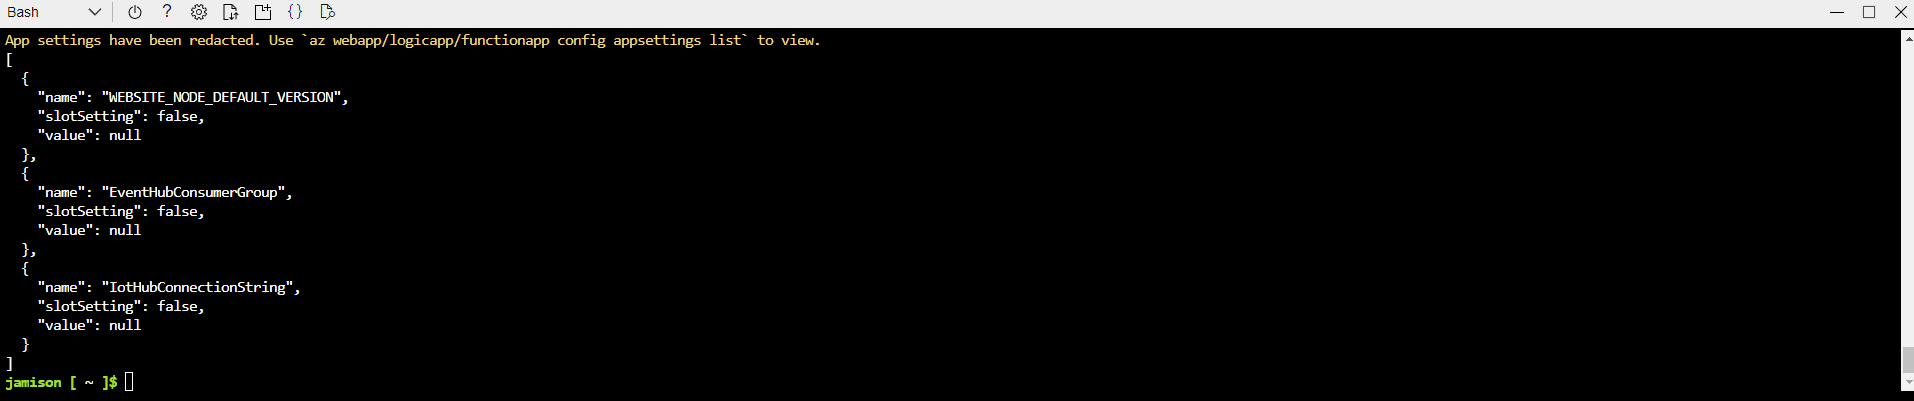 Bash
? {}
App settings have been redacted. Use `az webapp/logicapp/functionapp config appsettings list` to view.
[
  {
    "name": "WEBSITE_NODE_DEFAULT_VERSION",
    "slotSetting": false,
    "value": null
  },
  {
    "name": "EventHubConsumerGroup",
    "slotSetting": false,
    "value": null
  },
  {
    "name": "IotHubConnectionString",
    "slotSetting": false,
    "value": null
  }
]
jamison [ ~ ]$